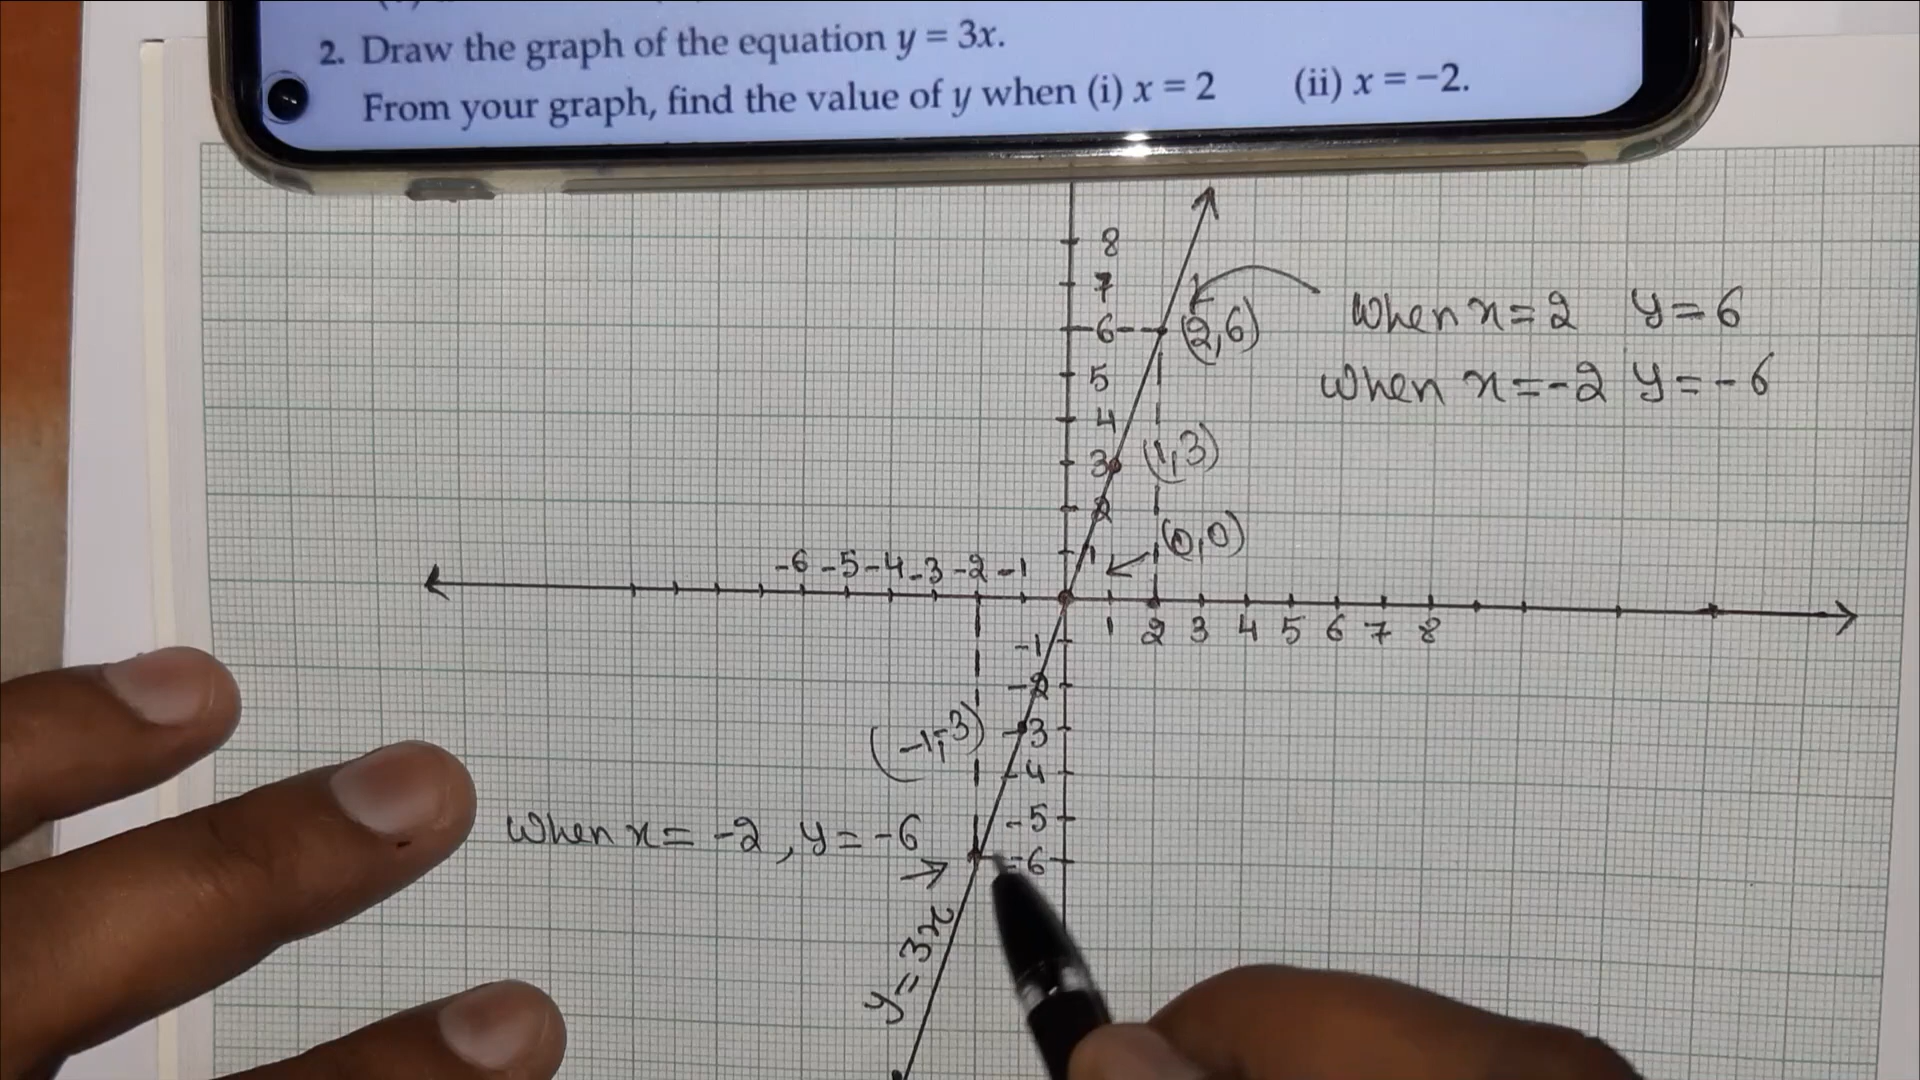 2. Draw the graph of the equation y = 3x.
From your graph, find the value of y when (i) x = 2 (ii) x = −2.
8
7
6
5
4
3
2
1
(2,6)
when x = 2 y = 6
when x = -2 y = -6
(1,3)
(0,0)
-6 -5 -4 -3 -2 -1
1 2 3 4 5 6 7 8
-1
-2
-3
-4
-5
-6
(-1,-3)
when x = -2, y = -6
y = 3x